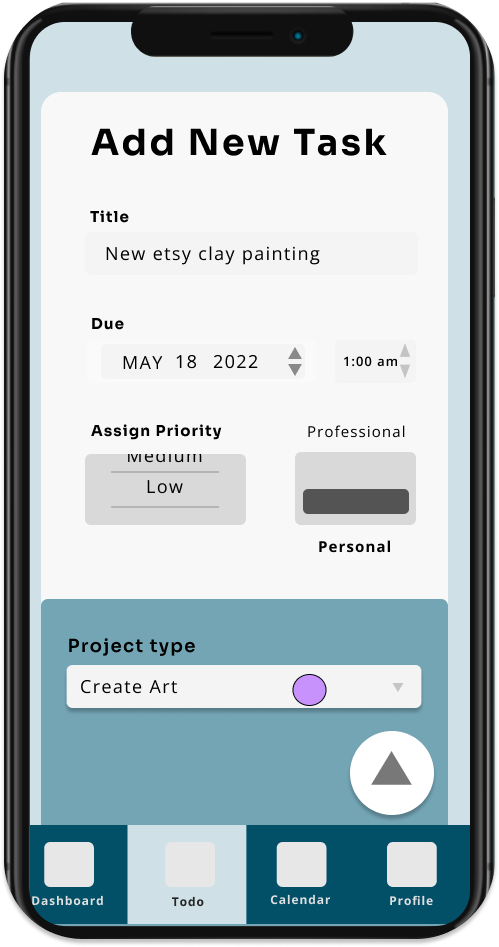 Add New Task
Title
New etsy clay painting
Due
MAY 18 2022
1:00 am
Assign Priority
Professional
Medium
Low
Personal
Project type
Create Art
Dashboard
Todo
Calendar
Profile